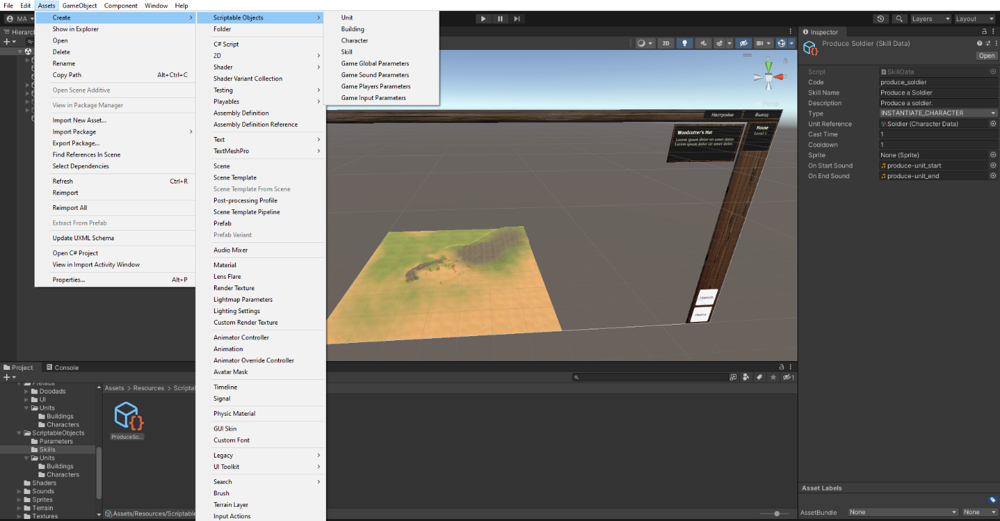 File Edit Assets GameObject Component Window Help
MA
Layers
Layout
Hierarc
Create
Show in Explorer
Open
Delete
Rename
Copy Path Alt+Ctrl+C
Open Scene Additive
View in Package Manager
Import New Asset...
Import Package
Export Package...
Find References In Scene
Select Dependencies
Refresh Ctrl+R
Reimport
Reimport All
Extract From Prefab
Update UXML Schema
Open C# Project
View in Import Activity Window
Properties... Alt+P
Scriptable Objects
Folder
C# Script
2D
Shader
Shader Variant Collection
Testing
Playables
Assembly Definition
Assembly Definition Reference
Text
TextMeshPro
Scene
Scene Template
Scene Template From Scene
Post-processing Profile
Scene Template Pipeline
Prefab
Prefab Variant
Audio Mixer
Material
Lens Flare
Render Texture
Lightmap Parameters
Lighting Settings
Custom Render Texture
Animator Controller
Animation
Animator Override Controller
Avatar Mask
Timeline
Signal
Physic Material
GUI Skin
Custom Font
Legacy
UI Toolkit
Search
Brush
Terrain Layer
Input Actions
Unit
Building
Character
Skill
Game Global Parameters
Game Sound Parameters
Game Players Parameters
Game Input Parameters
2D
Persp
Настройки Выход
Woodcutter's Hut
Lorem ipsum dolor sit amet dolor.
Lorem ipsum dolor sit amet dolor.
House
Level 1
Destroy
Inspector
Produce Soldier (Skill Data)
Open
Script SkillData
Code produce_soldier
Skill Name Produce a Soldier
Description Produce a soldier.
Type INSTANTIATE_CHARACTER
Unit Reference Soldier (Character Data)
Cast Time 1
Cooldown 1
Sprite None (Sprite)
On Start Sound produce-unit_start
On End Sound produce-unit_end
Asset Labels
AssetBundle None None
Project Console
1
Prefabs
Doodads
UI
Units
Buildings
Characters
ScriptableObjects
Parameters
Skills
Units
Buildings
Characters
Shaders
Sounds
Sprites
Terrain
Textures
Assets > Resources > Scriptal
ProduceSo...
Assets/Resources/Scriptable